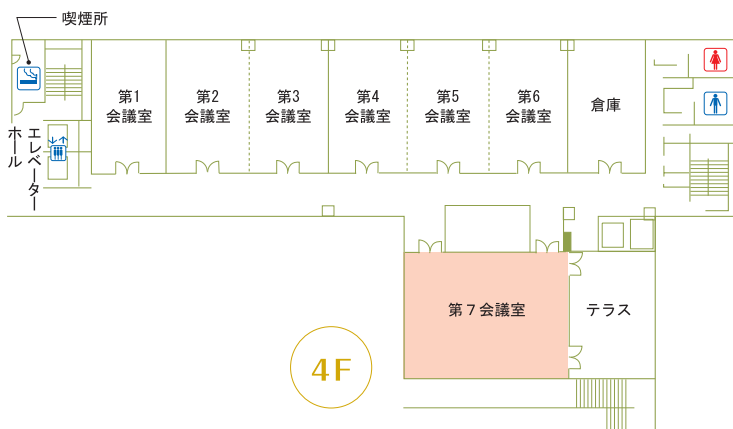 喫煙所
第1
会議室
第2
会議室
第3
会議室
第4
会議室
第5
会議室
第6
会議室
倉庫
エレベーター
ホール
第７会議室
テラス
4F